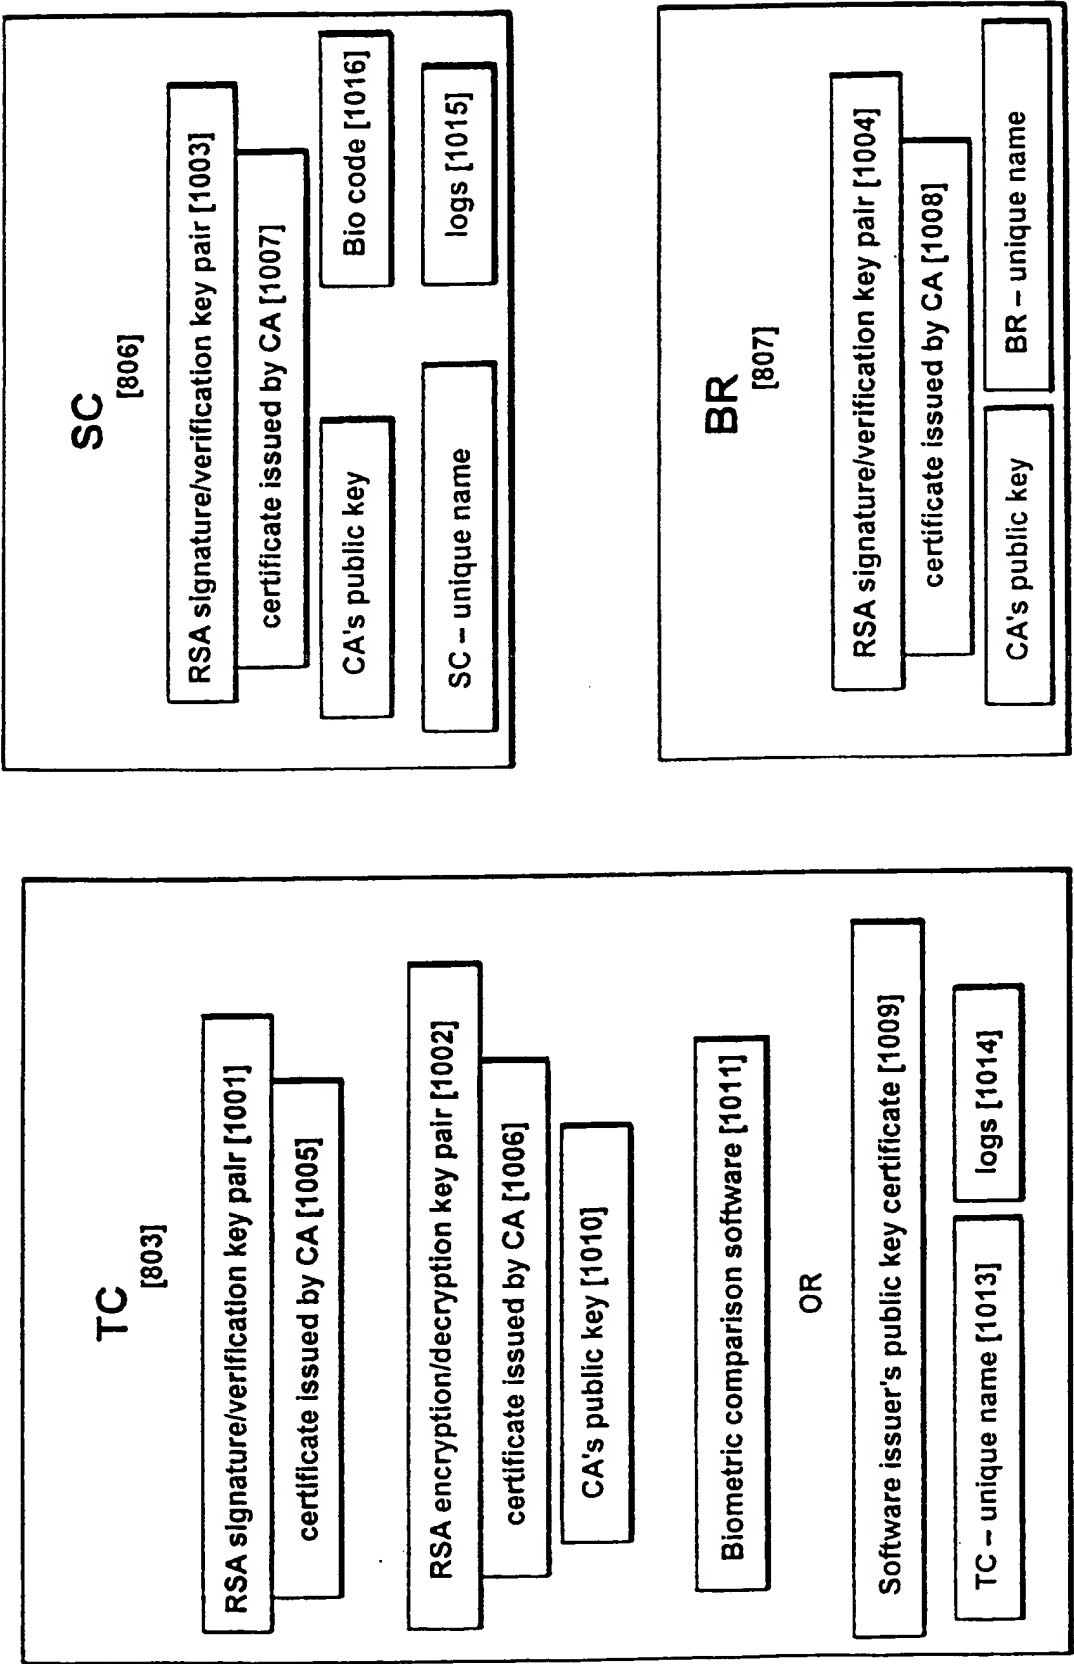 TC
[803]
RSA signature/verification key pair [1001]
certificate issued by CA [1005]
RSA encryption/decryption key pair [1002]
certificate issued by CA [1006]
CA's public key [1010]
Biometric comparison software [1011]
OR
Software issuer's public key certificate [1009]
TC – unique name [1013]
logs [1014]
SC
[806]
RSA signature/verification key pair [1003]
certificate issued by CA [1007]
CA's public key
Bio code [1016]
SC – unique name
logs [1015]
BR
[807]
RSA signature/verification key pair [1004]
certificate issued by CA [1008]
CA's public key
BR – unique name